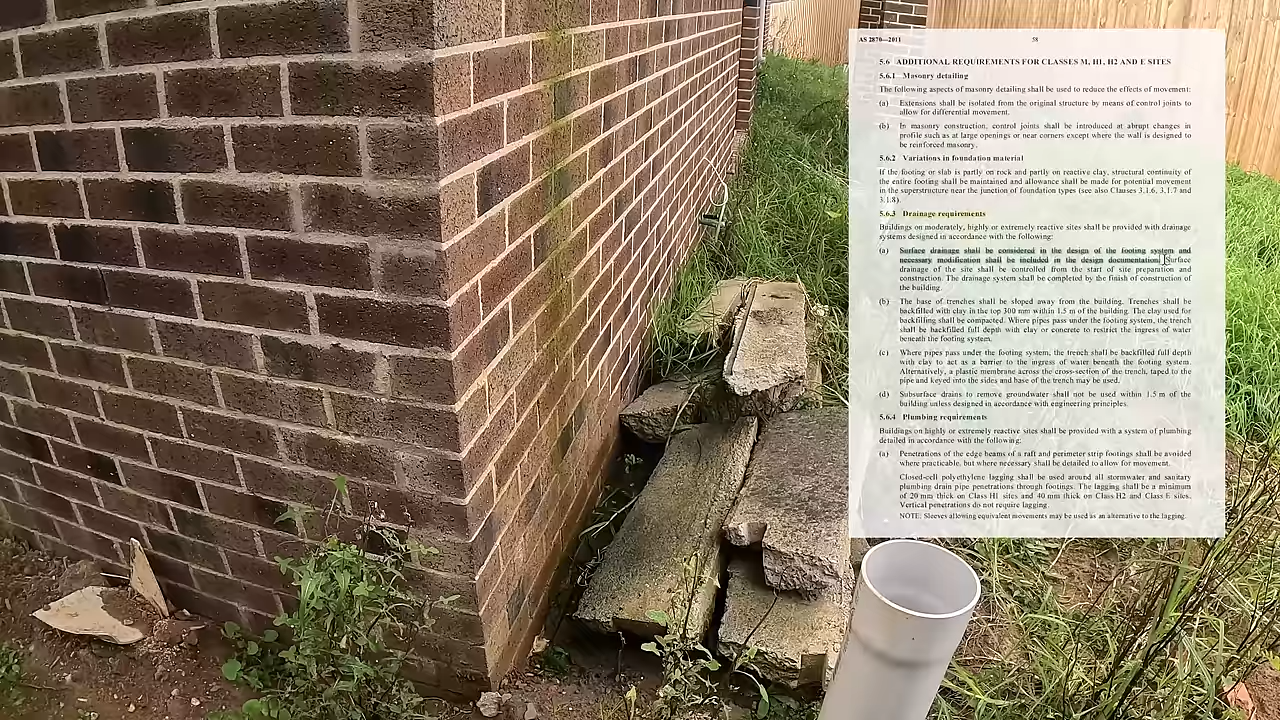 AS 2870—2011
58
5.6 ADDITIONAL REQUIREMENTS FOR CLASSES M, H1, H2 AND E SITES
5.6.1 Masonry detailing
The following aspects of masonry detailing shall be used to reduce the effects of movement:
(a) Extensions shall be isolated from the original structure by means of control joints to
allow for differential movement.
(b) In masonry construction, control joints shall be introduced at abrupt changes in
profile such as at large openings or near corners except where the wall is designed to
be reinforced masonry.
5.6.2 Variations in foundation material
If the footing or slab is partly on rock and partly on reactive clay, structural continuity of
the entire footing shall be maintained and allowance shall be made for potential movement
in the superstructure near the junction of foundation types (see also Clauses 3.1.6, 3.1.7 and
3.1.8).
5.6.3 Drainage requirements
Buildings on moderately, highly or extremely reactive sites shall be provided with drainage
systems designed in accordance with the following:
(a) Surface drainage shall be considered in the design of the footing system and
necessary modification shall be included in the design documentation. Surface
drainage of the site shall be controlled from the start of site preparation and
construction. The drainage system shall be completed by the finish of construction of
the building.
(b) The base of trenches shall be sloped away from the building. Trenches shall be
backfilled with clay in the top 300 mm within 1.5 m of the building. The clay used for
backfilling shall be compacted. Where pipes pass under the footing system, the trench
shall be backfilled full depth with clay or concrete to restrict the ingress of water
beneath the footing system.
(c) Where pipes pass under the footing system, the trench shall be backfilled full depth
with clay to act as a barrier to the ingress of water beneath the footing system.
Alternatively, a plastic membrane across the cross-section of the trench, taped to the
pipe and keyed into the sides and base of the trench may be used.
(d) Subsurface drains to remove groundwater shall not be used within 1.5 m of the
building unless designed in accordance with engineering principles.
5.6.4 Plumbing requirements
Buildings on highly or extremely reactive sites shall be provided with a system of plumbing
detailed in accordance with the following:
(a) Penetrations of the edge beams of a raft and perimeter strip footings shall be avoided
where practicable, but where necessary shall be detailed to allow for movement.
Closed-cell polyethylene lagging shall be used around all stormwater and sanitary
plumbing drain pipe penetrations through footings. The lagging shall be a minimum
of 20 mm thick on Class H1 sites and 40 mm thick on Class H2 and Class E sites.
Vertical penetrations do not require lagging.
NOTE: Sleeves allowing equivalent movements may be used as an alternative to the lagging.